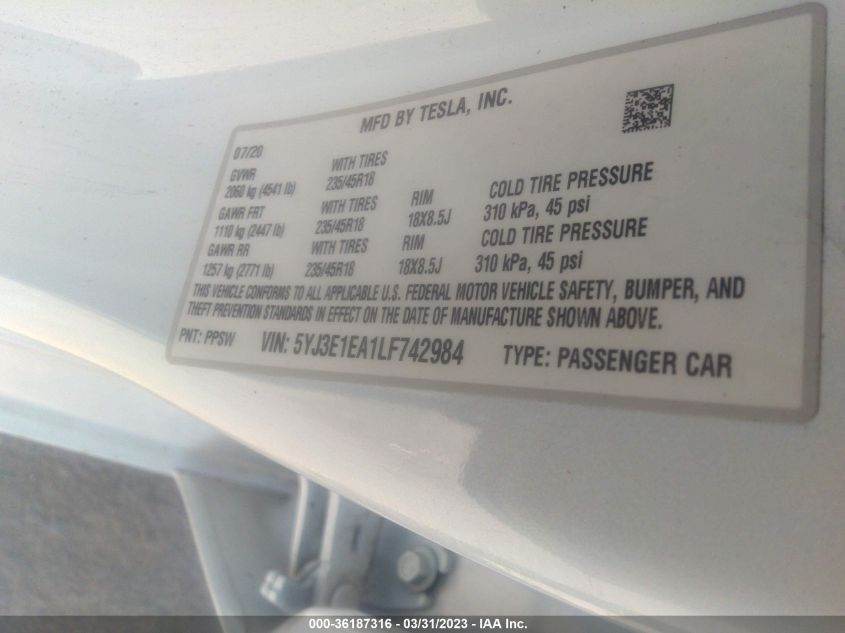 MFD BY TESLA, INC.
07/20
GVWR WITH TIRES
2060 kg (4541 lb) 235/45R18
GAWR FRT WITH TIRES RIM COLD TIRE PRESSURE
1110 kg (2447 lb) 235/45R18 18X8.5J 310 kPa, 45 psi
GAWR RR WITH TIRES RIM COLD TIRE PRESSURE
1257 kg (2771 lb) 235/45R18 18X8.5J 310 kPa, 45 psi
THIS VEHICLE CONFORMS TO ALL APPLICABLE U.S. FEDERAL MOTOR VEHICLE SAFETY, BUMPER, AND
THEFT PREVENTION STANDARDS IN EFFECT ON THE DATE OF MANUFACTURE SHOWN ABOVE.
PNT: PPSW VIN: 5YJ3E1EA1LF742984 TYPE: PASSENGER CAR
000-36187316 - 03/31/2023 - IAA Inc.